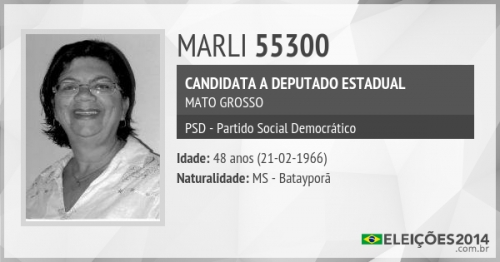 MARLI 55300
CANDIDATA A DEPUTADO ESTADUAL
MATO GROSSO
PSD - Partido Social Democrático
Idade: 48 anos (21-02-1966)
Naturalidade: MS - Batayporã
ELEIÇÕES2014
.com.br